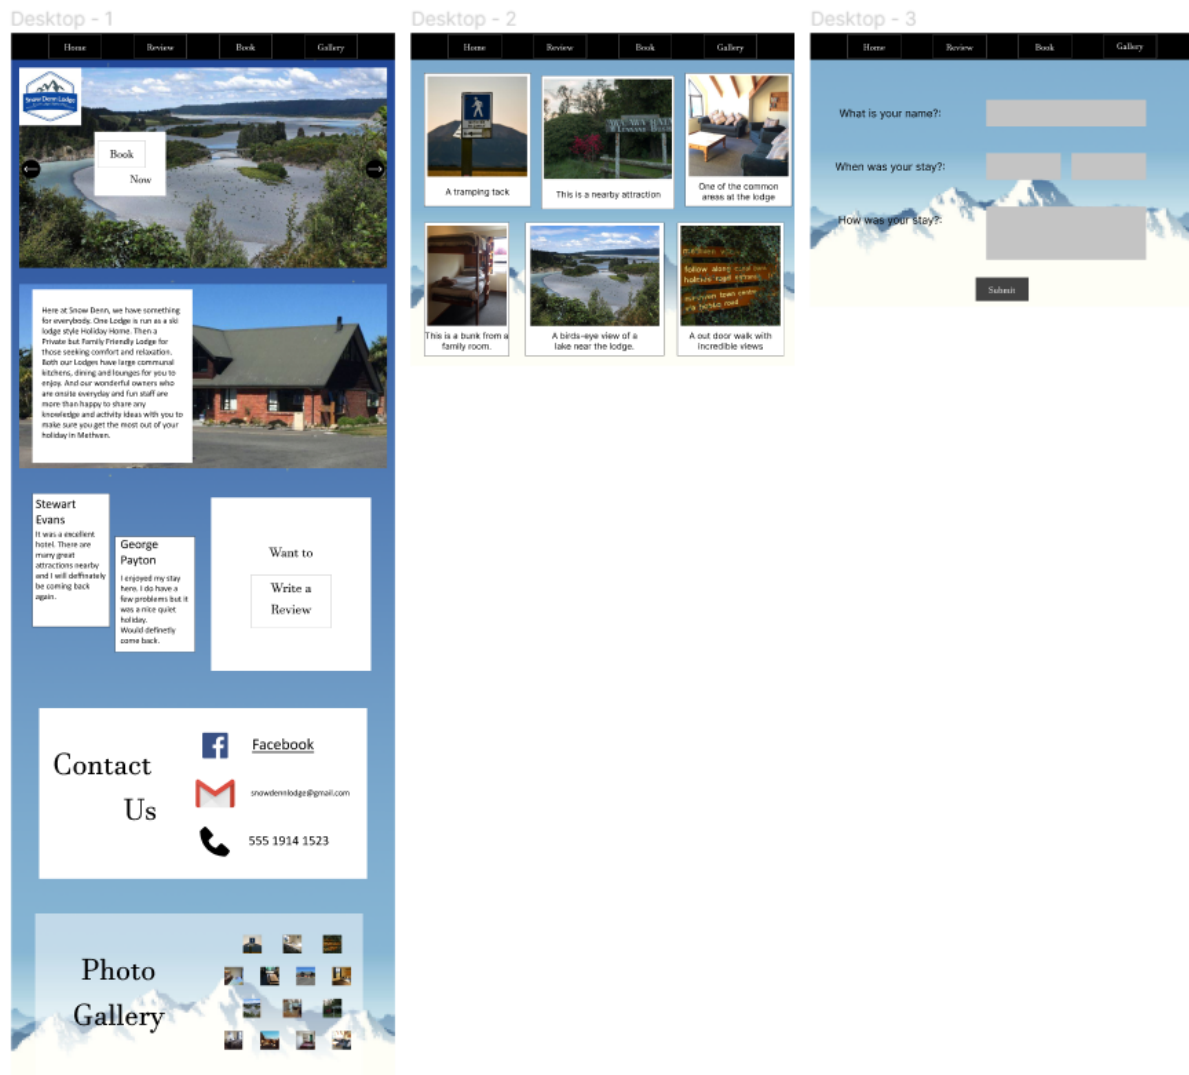 Desktop - 1
Home Review Book Gallery
Snow Denn Lodge
Book
Now
Here at Snow Denn, we have something
for everybody. One Lodge is run as a ski
lodge style Holiday Home. Then a
Private but Family Friendly Lodge for
those seeking comfort and relaxation.
Both our Lodges have large communal
kitchens, dining and lounges for you to
enjoy. And our wonderful owners who
are onsite everyday and fun staff are
more than happy to share any
knowledge and activity ideas with you to
make sure you get the most out of your
holiday in Methven.
Stewart
Evans
It was a excellent
hotel. There are
many great
attractions nearby
and I will deffinately
be coming back
again.
George
Payton
I enjoyed my stay
here. I do have a
few problems but it
was a nice quiet
holiday.
Would definetly
come back.
Want to
Write a
Review
Contact
Us
Facebook
snowdennlodge@gmail.com
555 1914 1523
Photo
Gallery
Desktop - 2
Home Review Book Gallery
A tramping tack
This is a nearby attraction
One of the common
areas at the lodge
follow along
town centre
road
This is a bunk from a
family room.
A birds-eye view of a
lake near the lodge.
A out door walk with
incredible views
Desktop - 3
Home Review Book Gallery
What is your name?:
When was your stay?:
How was your stay?:
Submit